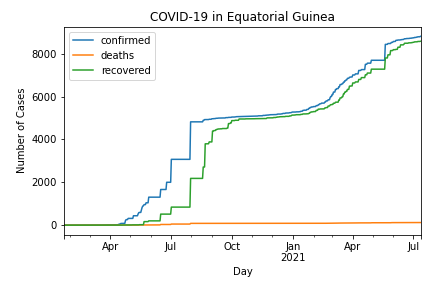 COVID-19 in Equatorial Guinea
confirmed
deaths
recovered
Number of Cases
8000
6000
4000
2000
0
Apr
Jul
Oct
Jan
2021
Apr
Jul
Day